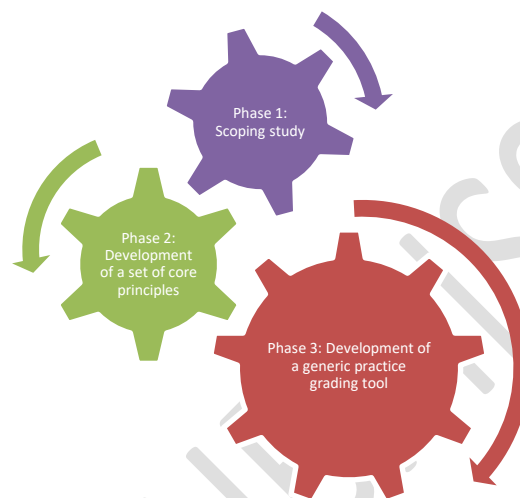 Phase 1:
Scoping study
Phase 2:
Development
of a set of core
principles
Phase 3: Development of
a generic practice
grading tool